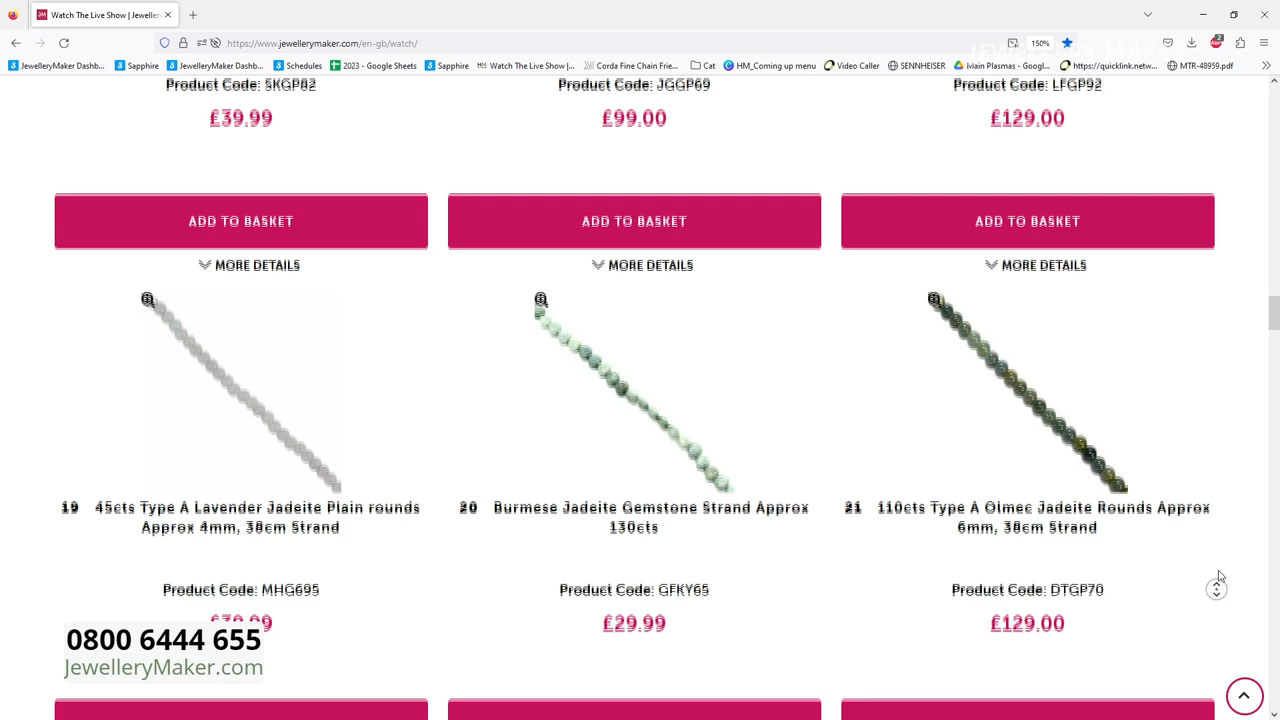 Watch The Live Show | Jeweller
https://www.jewellerymaker.com/en-gb/watch/
150%
2
JewelleryMaker Dashb...
Sapphire
JewelleryMaker Dashb...
Schedules
2023 - Google Sheets
Sapphire
Watch The Live Show |...
Corda Fine Chain Frie...
Cat
HM_Coming up menu
Video Caller
SENNHEISER
Main Plasmas - Googl...
https://quicklink.netw...
MTR-48959.pdf
Product Code: SKGP82
Product Code: JGGP69
Product Code: LFGP92
£39.99
£99.00
£129.00
ADD TO BASKET
ADD TO BASKET
ADD TO BASKET
MORE DETAILS
MORE DETAILS
MORE DETAILS
19 45cts Type A Lavender Jadeite Plain rounds
Approx 4mm, 38cm Strand
20 Burmese Jadeite Gemstone Strand Approx
130cts
21 110cts Type A Olmec Jadeite Rounds Approx
6mm, 38cm Strand
Product Code: MHG695
Product Code: GFKY65
Product Code: DTGP70
£29.99
£129.00
0800 6444 655
JewelleryMaker.com